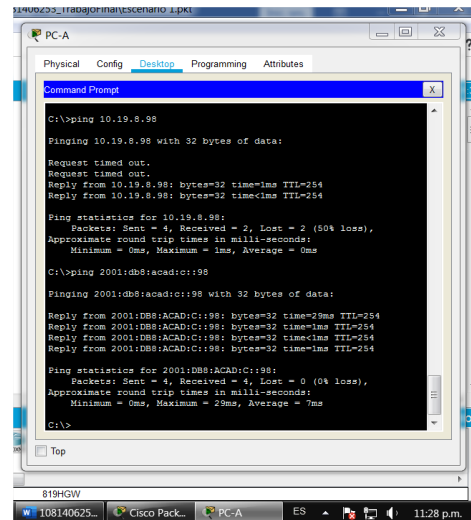 81406253_TrabajoFinal\Escenario 1.pkt
PC-A
X
Physical Config Desktop Programming Attributes
Command Prompt
X
C:\>ping 10.19.8.98
Pinging 10.19.8.98 with 32 bytes of data:
Request timed out.
Request timed out.
Reply from 10.19.8.98: bytes=32 time=1ms TTL=254
Reply from 10.19.8.98: bytes=32 time<1ms TTL=254
Ping statistics for 10.19.8.98:
Packets: Sent = 4, Received = 2, Lost = 2 (50% loss),
Approximate round trip times in milli-seconds:
Minimum = 0ms, Maximum = 1ms, Average = 0ms
C:\>ping 2001:db8:acad:c::98
Pinging 2001:db8:acad:c::98 with 32 bytes of data:
Reply from 2001:DB8:ACAD:C::98: bytes=32 time=29ms TTL=254
Reply from 2001:DB8:ACAD:C::98: bytes=32 time=1ms TTL=254
Reply from 2001:DB8:ACAD:C::98: bytes=32 time<1ms TTL=254
Reply from 2001:DB8:ACAD:C::98: bytes=32 time=1ms TTL=254
Ping statistics for 2001:DB8:ACAD:C::98:
Packets: Sent = 4, Received = 4, Lost = 0 (0% loss),
Approximate round trip times in milli-seconds:
Minimum = 0ms, Maximum = 29ms, Average = 7ms
C:\>
Top
819HGW
108140625... Cisco Pack... PC-A ES 11:28 p.m.